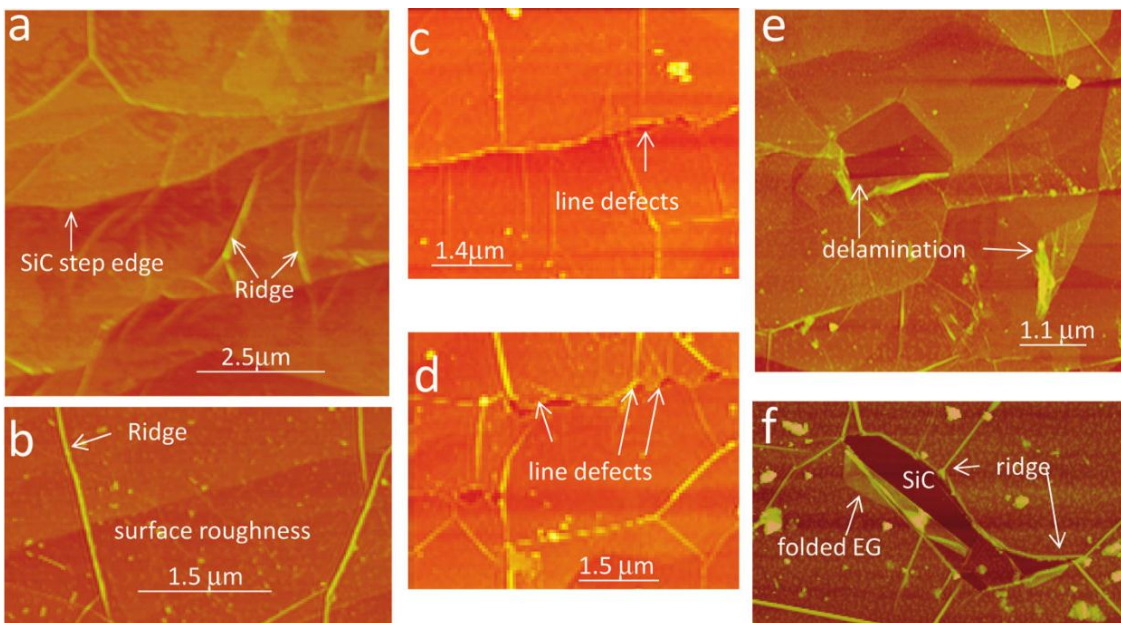 a
SiC step edge
Ridge
2.5μm
b
Ridge
surface roughness
1.5 μm
c
line defects
1.4μm
d
line defects
1.5 μm
e
delamination
1.1 μm
f
SiC
ridge
folded EG